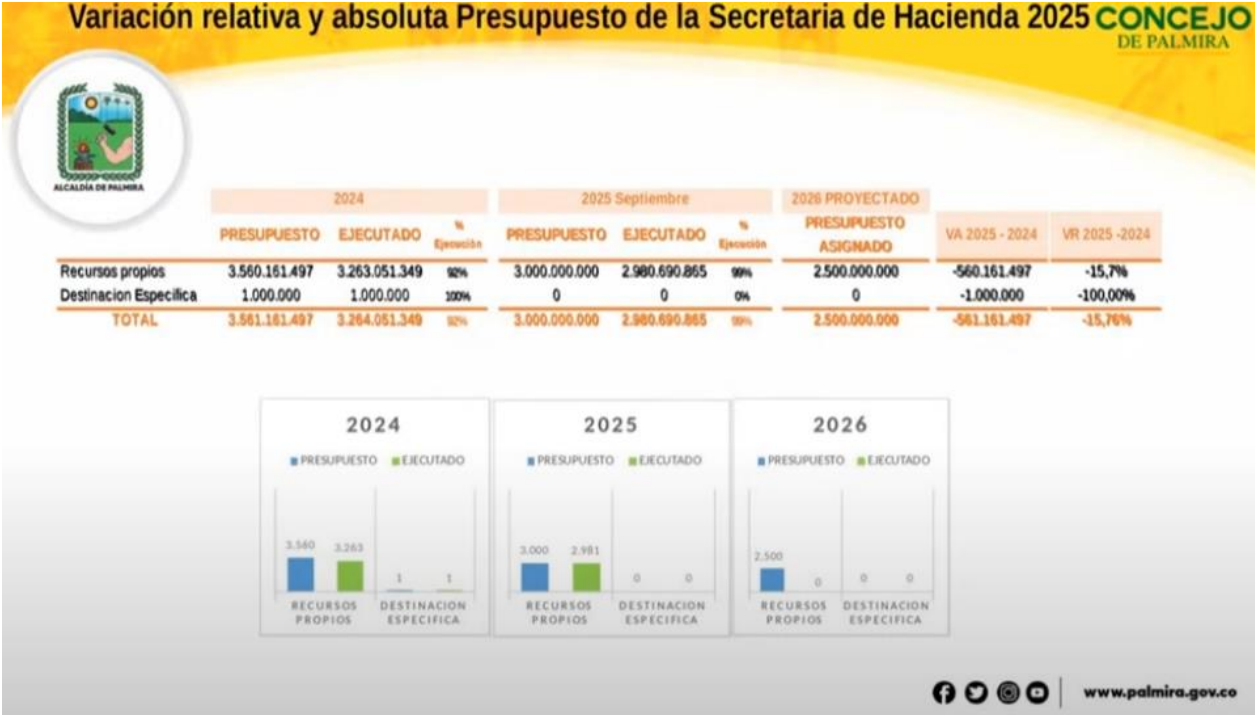 Variación relativa y absoluta Presupuesto de la Secretaria de Hacienda 2025
CONCEJO
DE PALMIRA
ALCALDÍA DE PALMIRA
2024 2025 Septiembre 2026 PROYECTADO
PRESUPUESTO EJECUTADO % Ejecución PRESUPUESTO EJECUTADO % Ejecución PRESUPUESTO ASIGNADO VA 2025 - 2024 VR 2025 -2024
Recursos propios 3.560.161.497 3.263.051.349 92% 3.000.000.000 2.980.690.865 99% 2.500.000.000 -560.161.497 -15,7%
Destinacion Especifica 1.000.000 1.000.000 100% 0 0 0% 0 -1.000.000 -100,00%
TOTAL 3.561.161.497 3.264.051.349 92% 3.000.000.000 2.980.690.865 99% 2.500.000.000 -561.161.497 -15,76%
2024
PRESUPUESTO EJECUTADO
3.560 3.263 1 1
RECURSOS PROPIOS DESTINACION ESPECIFICA
2025
PRESUPUESTO EJECUTADO
3.000 2.981 0 0
RECURSOS PROPIOS DESTINACION ESPECIFICA
2026
PRESUPUESTO EJECUTADO
2.500 0 0 0
RECURSOS PROPIOS DESTINACION ESPECIFICA
www.palmira.gov.co